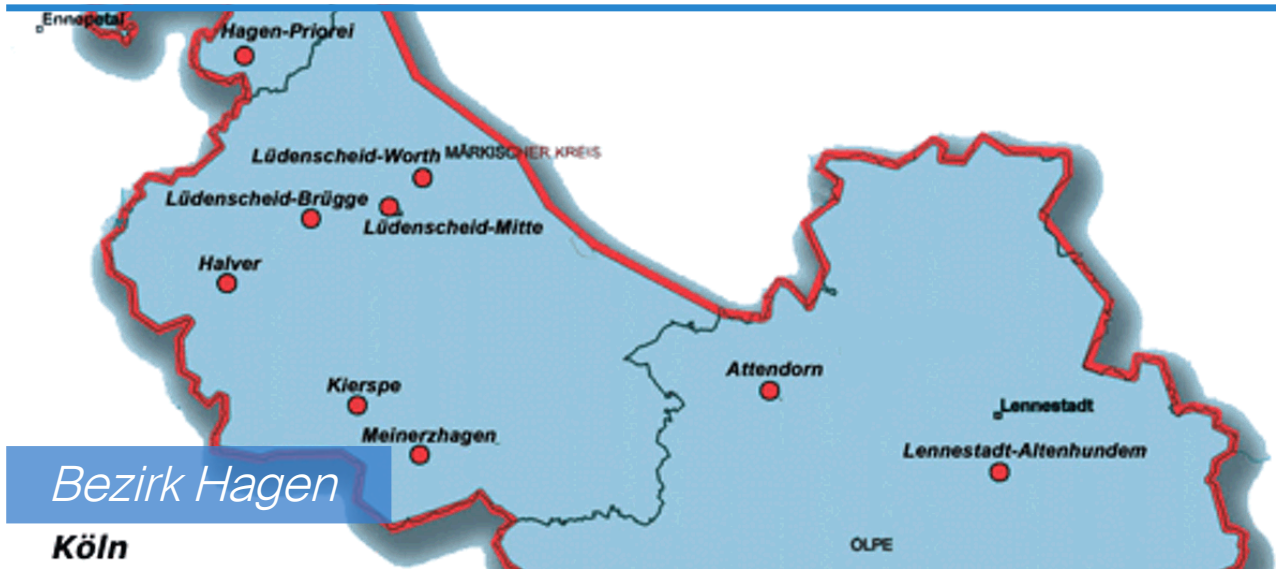 Ennepetal
Hagen-Priorei
Lüdenscheid-Worth
MÄRKISCHER KREIS
Lüdenscheid-Brügge
Lüdenscheid-Mitte
Halver
Attendorn
Kierspe
Lennestadt
Meinerzhagen
Lennestadt-Altenhundem
Bezirk Hagen
Köln
OLPE